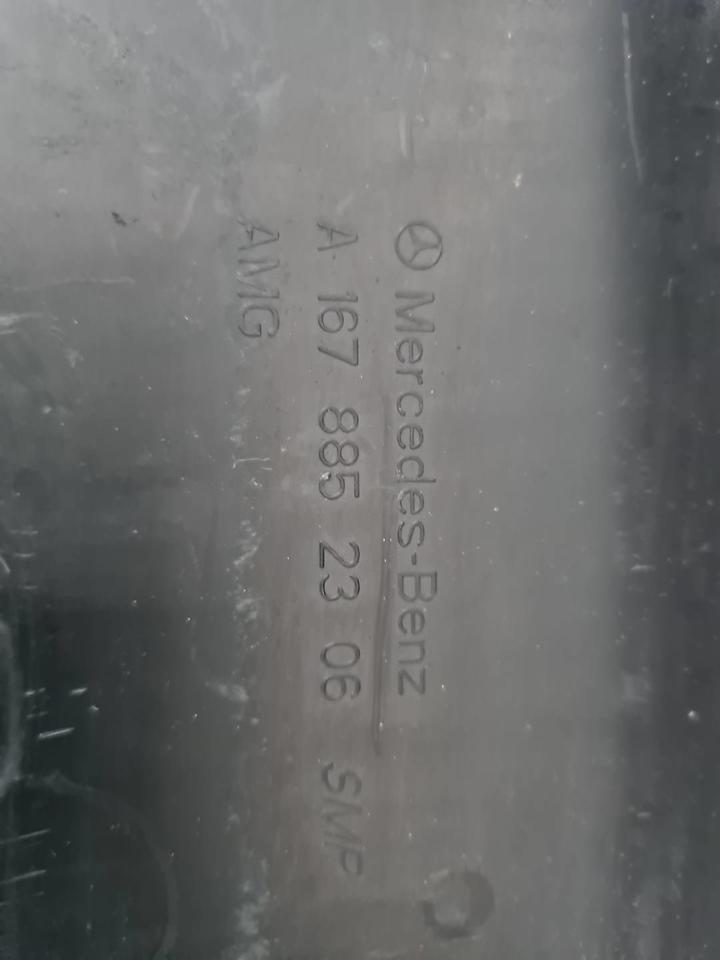 Mercedes-Benz
A 167 885 23 06 SMP
AMG